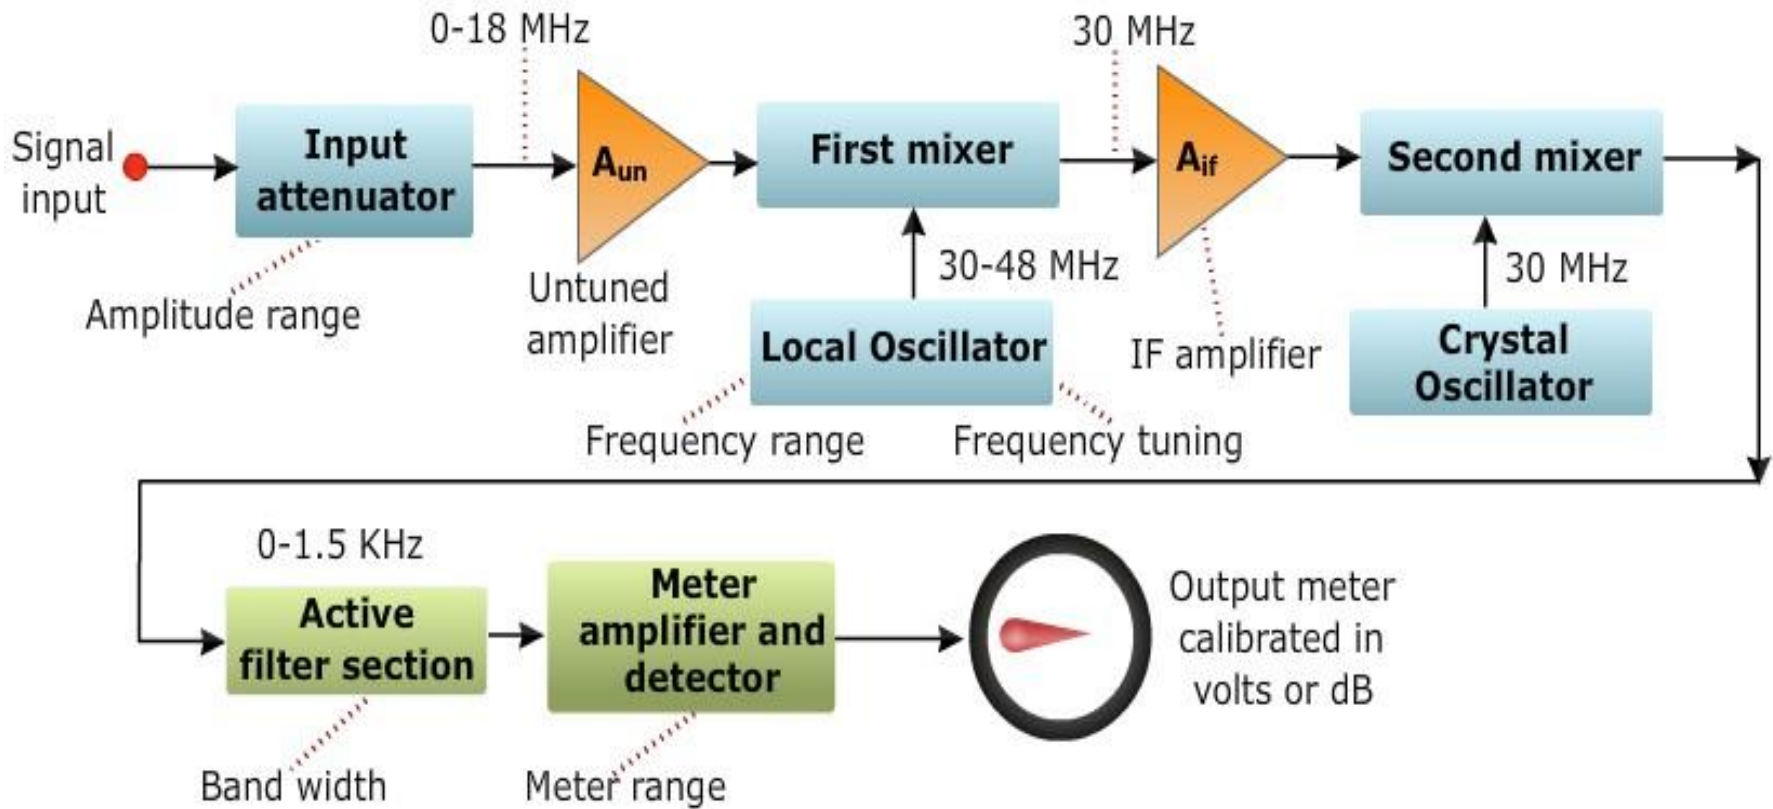 0-18 MHz
30 MHz
Signal
input
Input
attenuator
Aun
First mixer
Aif
Second mixer
Amplitude range
Untuned
amplifier
30-48 MHz
Local Oscillator
Frequency range
Frequency tuning
IF amplifier
30 MHz
Crystal
Oscillator
0-1.5 KHz
Active
filter section
Band width
Meter
amplifier and
detector
Meter range
Output meter
calibrated in
volts or dB